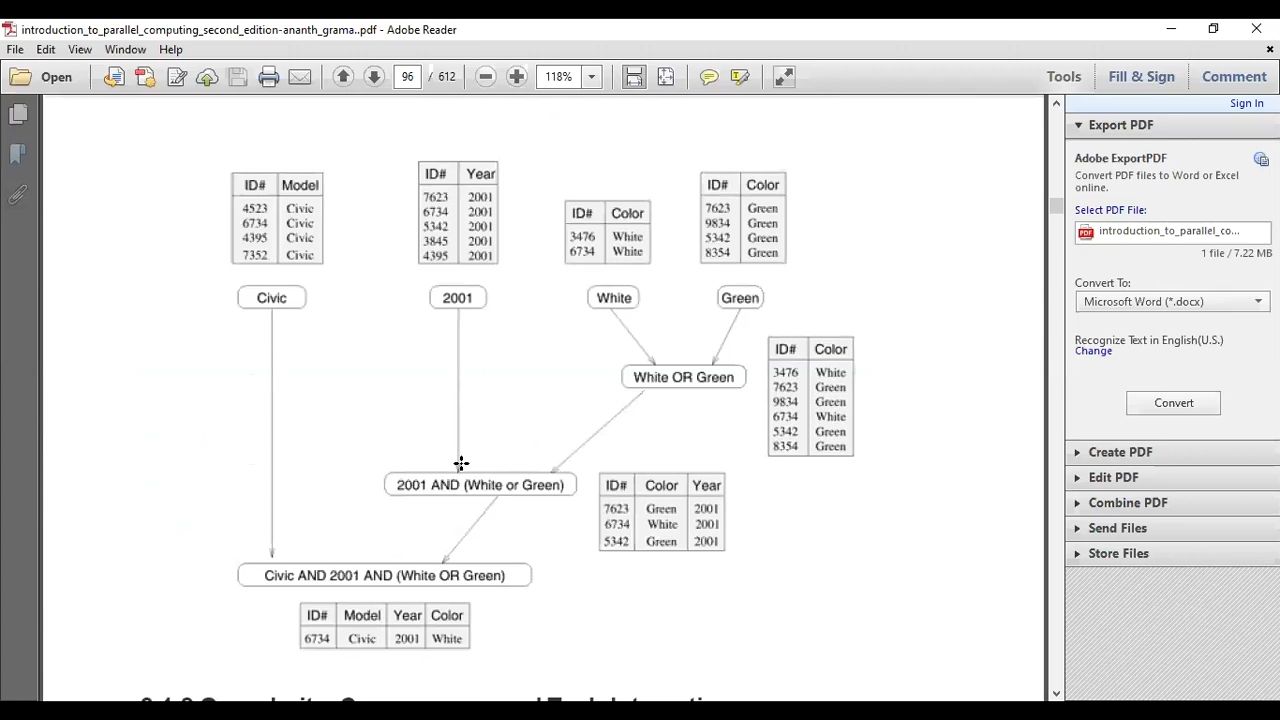 introduction_to_parallel_computing_second_edition-ananth_grama..pdf - Adobe Reader
File Edit View Window Help
Open 96 / 612 118% Tools Fill & Sign Comment
Sign In
Export PDF
Adobe ExportPDF
Convert PDF files to Word or Excel
online.
Select PDF File:
introduction_to_parallel_co...
1 file / 7.22 MB
Convert To:
Microsoft Word (*.docx)
Recognize Text in English(U.S.)
Change
Convert
Create PDF
Edit PDF
Combine PDF
Send Files
Store Files
ID# Model
4523 Civic
6734 Civic
4395 Civic
7352 Civic
ID# Year
7623 2001
6734 2001
5342 2001
3845 2001
4395 2001
ID# Color
3476 White
6734 White
ID# Color
7623 Green
9834 Green
5342 Green
8354 Green
Civic
2001
White
Green
White OR Green
ID# Color
3476 White
7623 Green
9834 Green
6734 White
5342 Green
8354 Green
2001 AND (White or Green)
ID# Color Year
7623 Green 2001
6734 White 2001
5342 Green 2001
Civic AND 2001 AND (White OR Green)
ID# Model Year Color
6734 Civic 2001 White